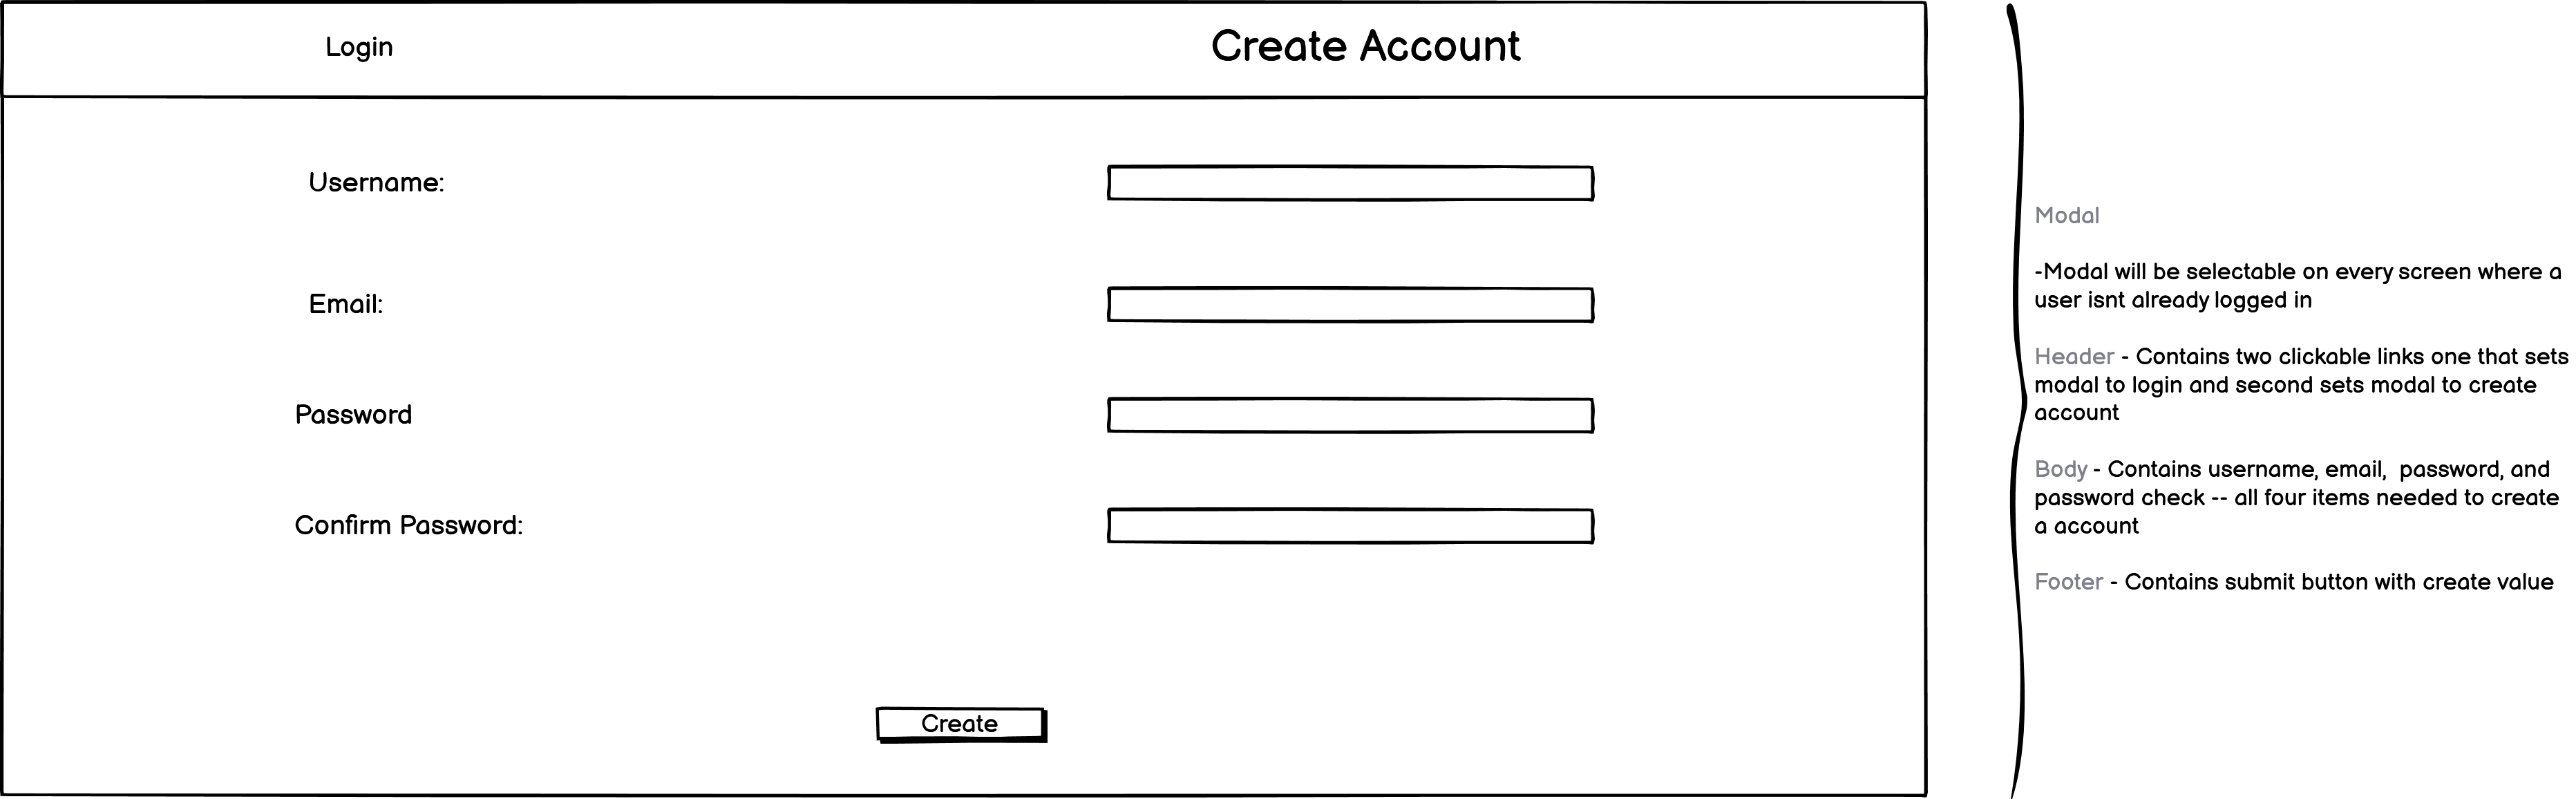 Login
Create Account
Username:
Email:
Password
Confirm Password:
Create
Modal
-Modal will be selectable on every screen where a
user isnt already logged in
Header - Contains two clickable links one that sets
modal to login and second sets modal to create
account
Body - Contains username, email,  password, and
password check -- all four items needed to create
a account
Footer - Contains submit button with create value